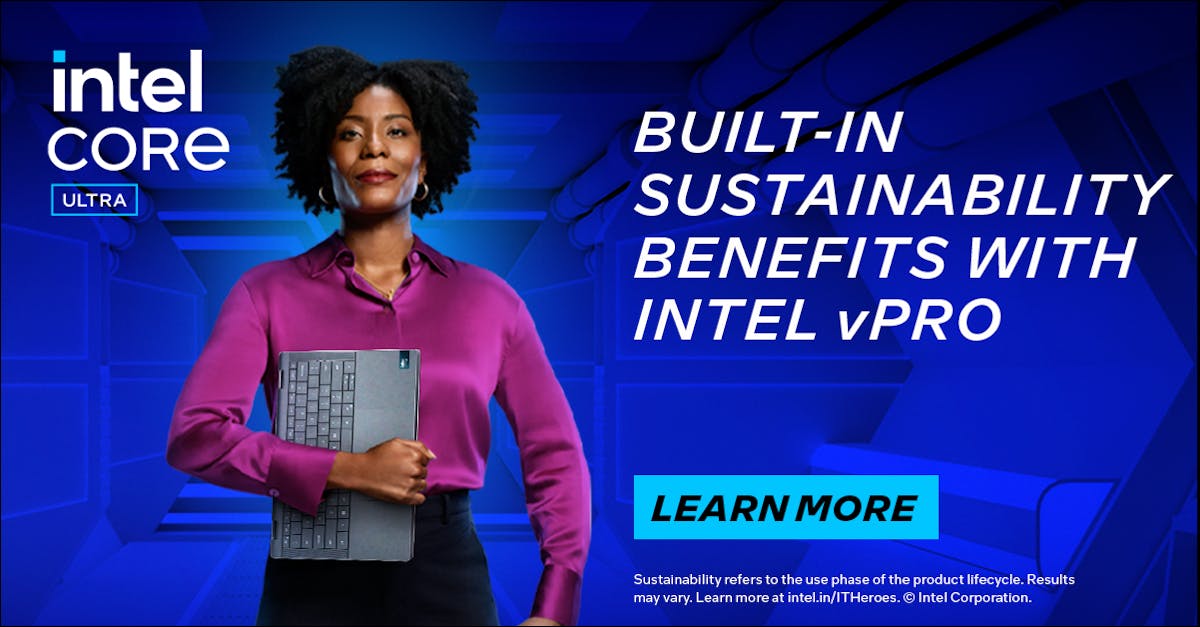 intel
CORE
ULTRA
BUILT-IN
SUSTAINABILITY
BENEFITS WITH
INTEL vPRO
LEARN MORE
Sustainability refers to the use phase of the product lifecycle. Results
may vary. Learn more at intel.in/ITHeroes. © Intel Corporation.